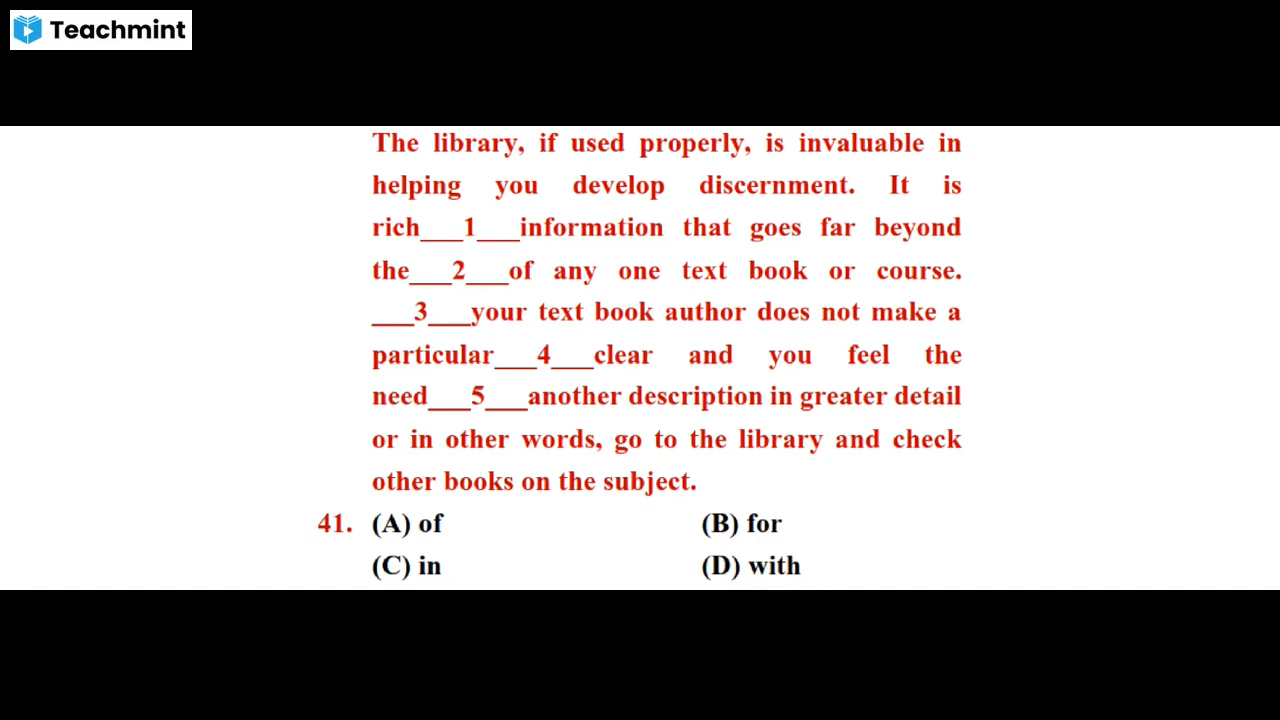 Teachmint
The library, if used properly, is invaluable in
helping you develop discernment. It is
rich___1___information that goes far beyond
the___2___of any one text book or course.
___3___your text book author does not make a
particular___4___clear and you feel the
need___5___another description in greater detail
or in other words, go to the library and check
other books on the subject.
41. (A) of (B) for
(C) in (D) with